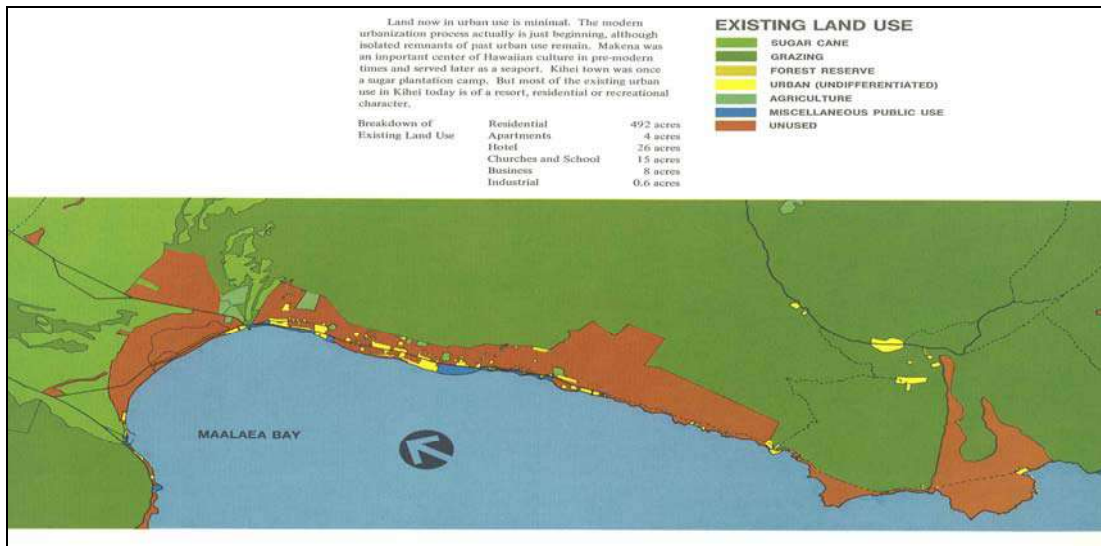 Land now in urban use is minimal. The modern
urbanization process actually is just beginning, although
isolated remnants of past urban use remain. Makena was
an important center of Hawaiian culture in pre-modern
times and served later as a seaport. Kihei town was once
a sugar plantation camp. But most of the existing urban
use in Kihei today is of a resort, residential or recreational
character.
Breakdown of
Existing Land Use
Residential 492 acres
Apartments 4 acres
Hotel 26 acres
Churches and School 15 acres
Business 8 acres
Industrial 0.6 acres
EXISTING LAND USE
SUGAR CANE
GRAZING
FOREST RESERVE
URBAN (UNDIFFERENTIATED)
AGRICULTURE
MISCELLANEOUS PUBLIC USE
UNUSED
MAALAEA BAY